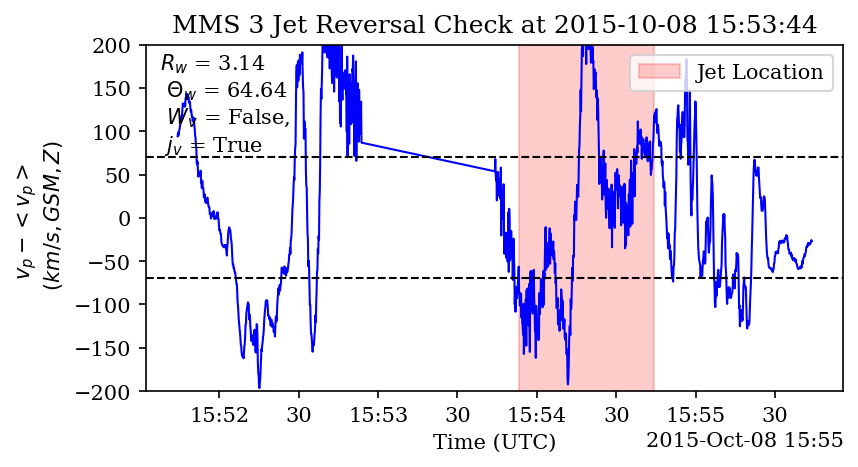 MMS 3 Jet Reversal Check at 2015-10-08 15:53:44
R_w = 3.14
Θ_w = 64.64
W_v = False,
j_v = True
Jet Location
200
150
100
50
0
−50
−100
−150
−200
v_p − < v_p >
(km/s, GSM, Z)
15:52 30 15:53 30 15:54 30 15:55 30
Time (UTC)
2015-Oct-08 15:55